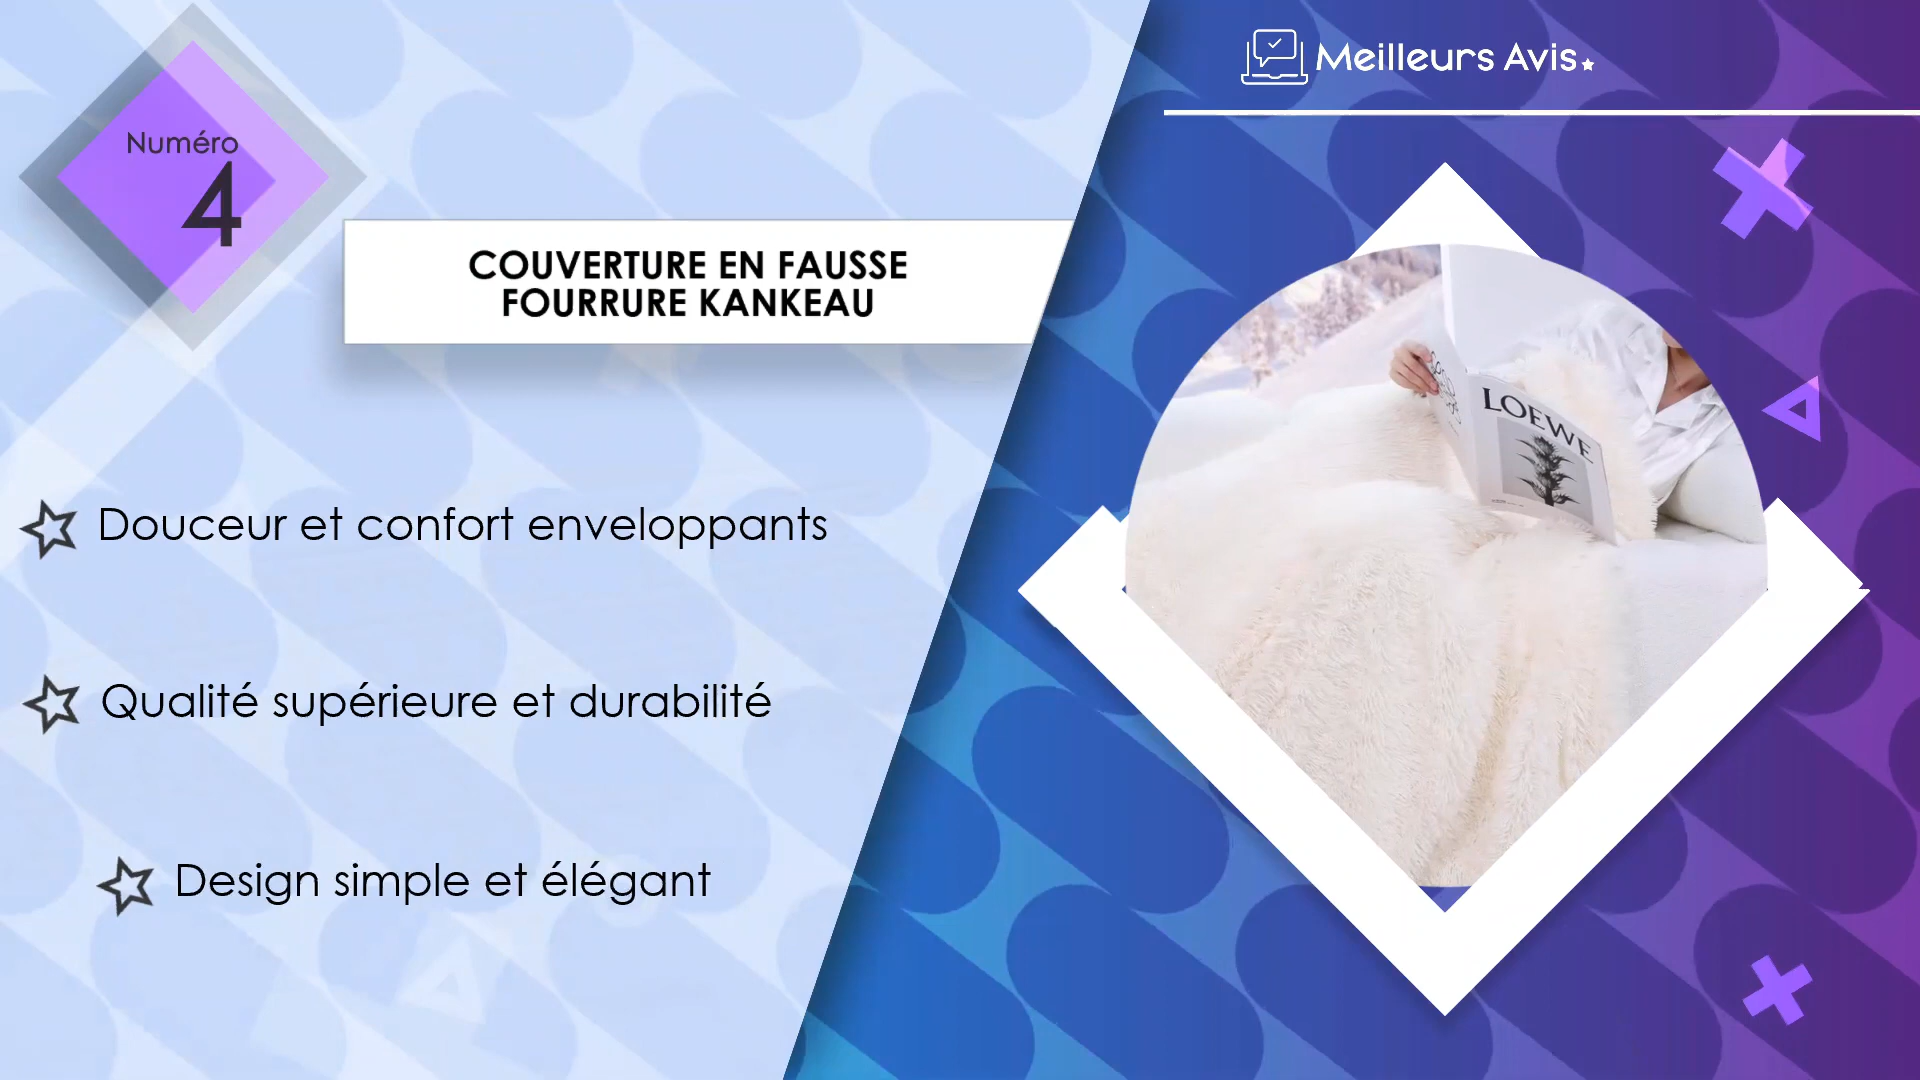 Numéro
4
COUVERTURE EN FAUSSE
FOURRURE KANKEAU
Douceur et confort enveloppants
Qualité supérieure et durabilité
Design simple et élégant
Meilleurs Avis
LOEWE